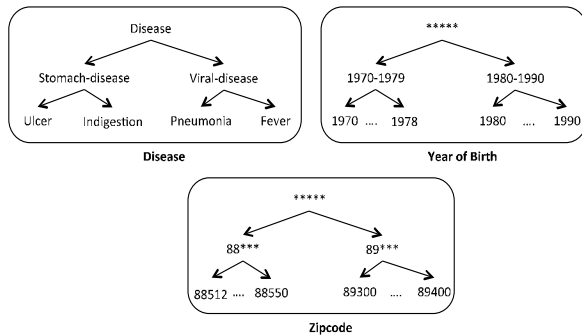 Disease
Stomach-disease Viral-disease
Ulcer Indigestion Pneumonia Fever
Disease
*****
1970-1979 1980-1990
1970 .... 1978 1980 .... 1990
Year of Birth
*****
88*** 89***
88512 .... 88550 89300 .... 89400
Zipcode